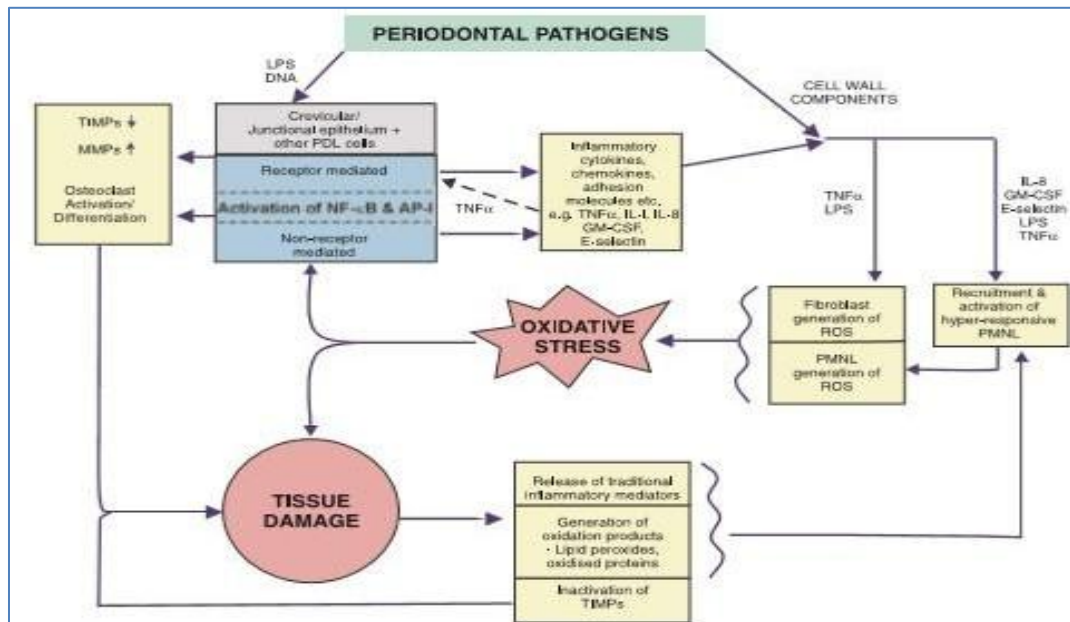 PERIODONTAL PATHOGENS
LPS
DNA
CELL WALL
COMPONENTS
TIMPs ↓
MMPs ↑
Osteoclast
Activation/
Differentiation
Crevicular/
Junctional epithelium +
other PDL cells
Receptor mediated
Activation of NF-κB & AP-I
Non-receptor
mediated
TNFα
Inflammatory
cytokines,
chemokines,
adhesion
molecules etc,
e.g. TNFα, IL-I, IL-8
GM-CSF,
E-selectin
TNFα
LPS
IL-8
GM-CSF
E-selectin
LPS
TNFα
OXIDATIVE
STRESS
Fibroblast
generation of
ROS
PMNL
generation of
ROS
Recruitment &
activation of
hyper-responsive
PMNL
TISSUE
DAMAGE
Release of traditional
inflammatory mediators
Generation of
oxidation products
· Lipid peroxides,
oxidised proteins
Inactivation of
TIMPs